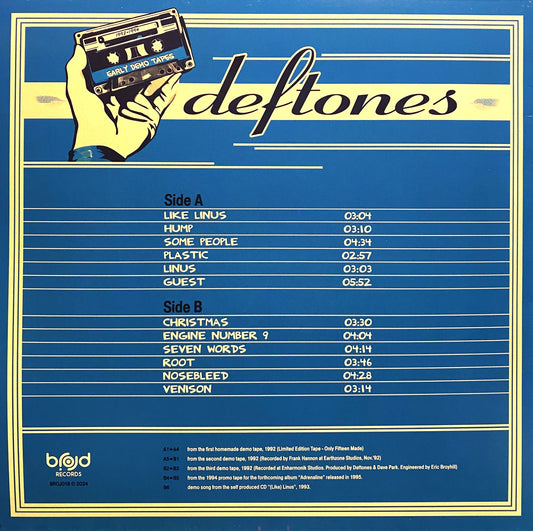 1992-1995
EARLY DEMO TAPES
deftones
Side A
LIKE LINUS 03:04
HUMP 03:10
SOME PEOPLE 04:34
PLASTIC 02:57
LINUS 03:03
GUEST 05:52
Side B
CHRISTMAS 03:30
ENGINE NUMBER 9 04:04
SEVEN WORDS 04:14
ROOT 03:46
NOSEBLEED 04:28
VENISON 03:14
A1-A4 from the first homemade demo tape, 1992 (Limited Edition Tape - Only Fifteen Made)
A5-B1 from the second demo tape, 1992 (Recorded by Frank Hannon at Earthzone Studios, Nov.'92)
B2-B3 from the third demo tape, 1992 (Recorded at Enharmonik Studios. Produced by Deftones & Dave Park. Engineered by Eric Broyhill)
B4-B5 from the 1994 promo tape for the forthcoming album "Adrenaline" released in 1995.
B6 demo song from the self produced CD "(Like) Linus", 1993.
brojd
RECORDS
BROJ018 © 2024